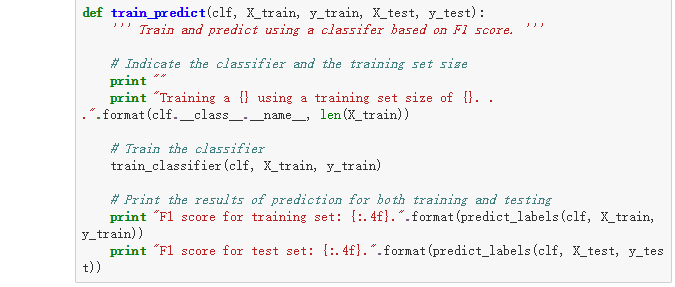 def train_predict(clf, X_train, y_train, X_test, y_test):
    ''' Train and predict using a classifer based on F1 score. '''

    # Indicate the classifier and the training set size
    print ""
    print "Training a {} using a training set size of {}. .
.".format(clf.__class__.__name__, len(X_train))

    # Train the classifier
    train_classifier(clf, X_train, y_train)

    # Print the results of prediction for both training and testing
    print "F1 score for training set: {:.4f}.".format(predict_labels(clf, X_train,
y_train))
    print "F1 score for test set: {:.4f}.".format(predict_labels(clf, X_test, y_tes
t))